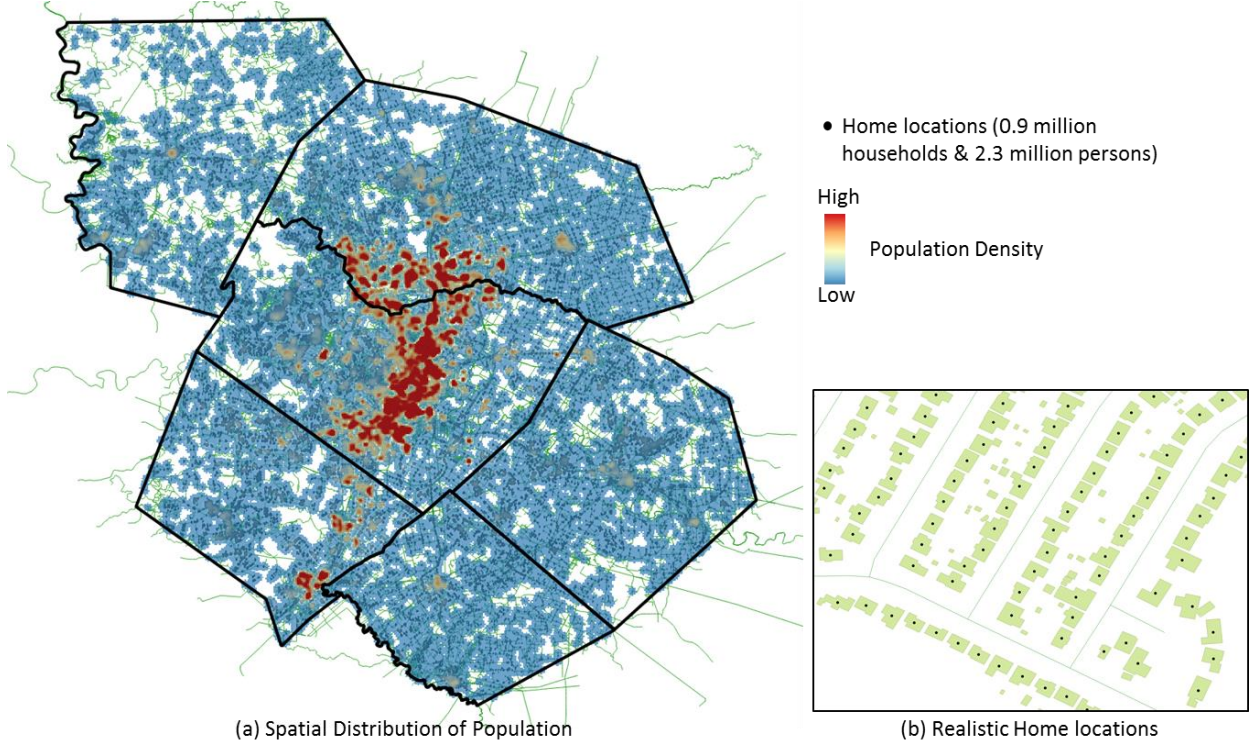 Home locations (0.9 million
households & 2.3 million persons)
High
Population Density
Low
(a) Spatial Distribution of Population
(b) Realistic Home locations